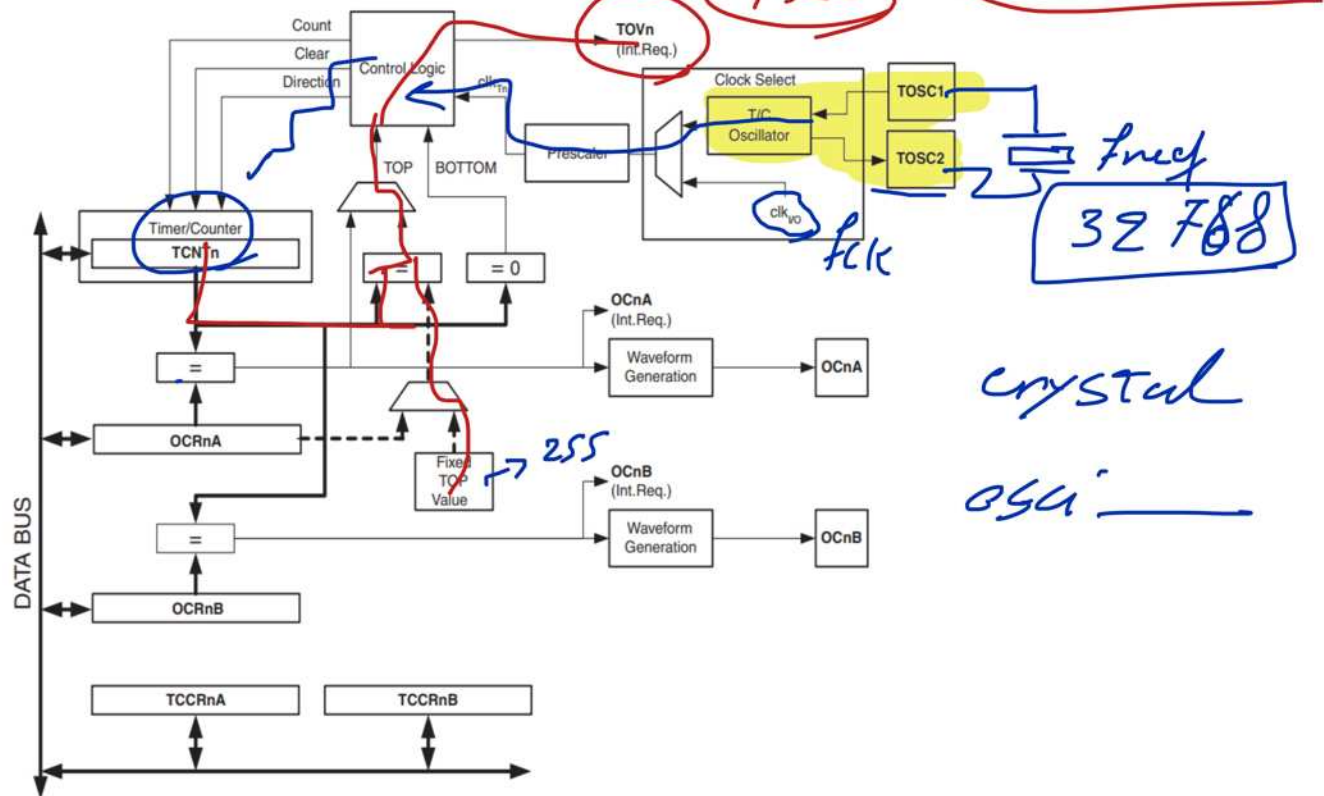 Count
Clear
Direction
Control Logic
TOVn
(Int.Req.)
clkTn
Clock Select
T/C
Oscillator
TOSC1
TOSC2
Prescaler
clkI/O
fclk
freq
32 768
TOP
BOTTOM
Timer/Counter
TCNTn
=
= 0
OCnA
(Int.Req.)
=
Waveform
Generation
OCnA
crystal
OCRnA
Fixed
TOP
Value
255
OCnB
(Int.Req.)
osci
=
Waveform
Generation
OCnB
DATA BUS
OCRnB
TCCRnA
TCCRnB